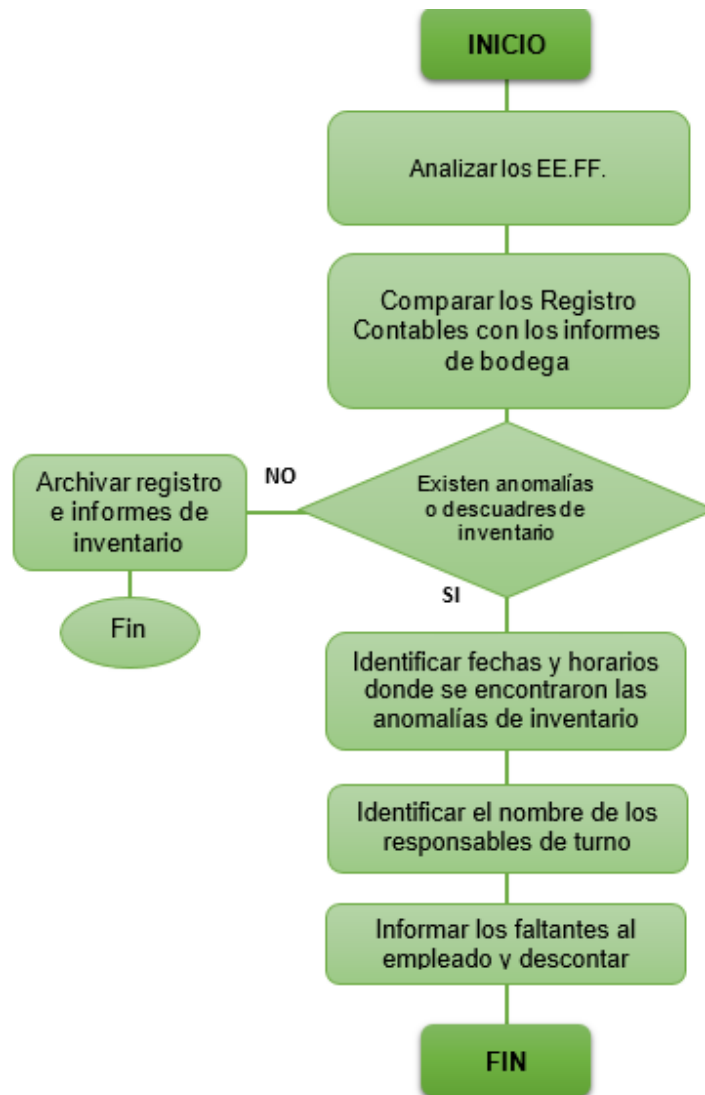 INICIO
Analizar los EE.FF.
Comparar los Registro
Contables con los informes
de bodega
Existen anomalías
o descuadres de
inventario
NO
Archivar registro
e informes de
inventario
Fin
SI
Identificar fechas y horarios
donde se encontraron las
anomalías de inventario
Identificar el nombre de los
responsables de turno
Informar los faltantes al
empleado y descontar
FIN